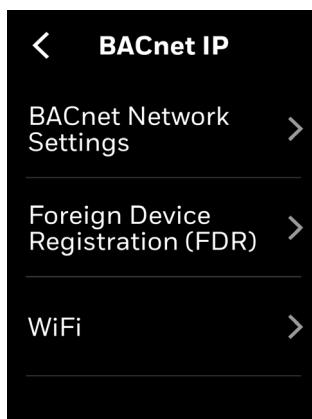 BACnet IP
BACnet Network
Settings
Foreign Device
Registration (FDR)
WiFi